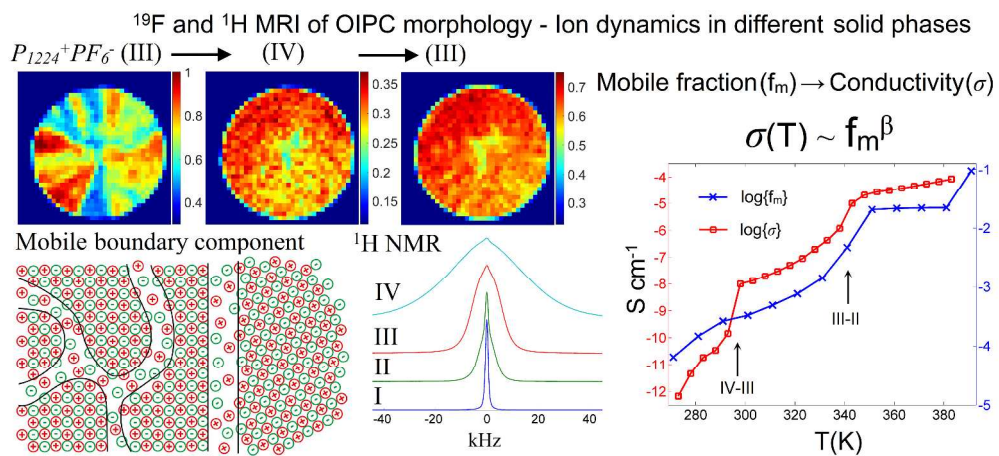 ¹⁹F and ¹H MRI of OIPC morphology - Ion dynamics in different solid phases
P₁₂₂₄⁺PF₆⁻ (III) (IV) (III)
1
0.8
0.6
0.4
0.35
0.3
0.25
0.2
0.15
0.7
0.6
0.5
0.4
0.3
Mobile boundary component
¹H NMR
IV
III
II
I
-40 -20 0 20 40
kHz
Mobile fraction(fₘ)→Conductivity(σ)
σ(T) ~ fₘᵝ
S cm⁻¹
-4
-5
-6
-7
-8
-9
-10
-11
-12
log{fₘ}
log{σ}
III-II
IV-III
-1
-2
-3
-4
-5
280 300 320 340 360 380
T(K)